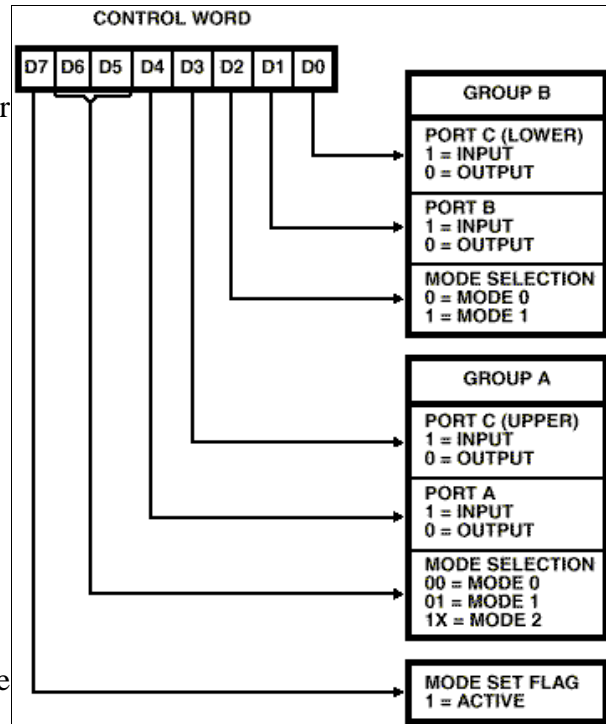 CONTROL WORD
D7 D6 D5 D4 D3 D2 D1 D0
r
GROUP B
PORT C (LOWER)
1 = INPUT
0 = OUTPUT
PORT B
1 = INPUT
0 = OUTPUT
MODE SELECTION
0 = MODE 0
1 = MODE 1
GROUP A
PORT C (UPPER)
1 = INPUT
0 = OUTPUT
PORT A
1 = INPUT
0 = OUTPUT
MODE SELECTION
00 = MODE 0
01 = MODE 1
1X = MODE 2
e
MODE SET FLAG
1 = ACTIVE